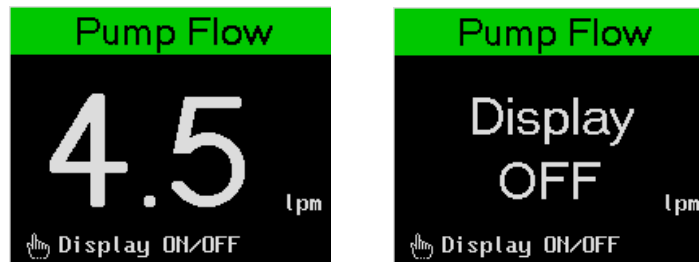 Pump Flow
4.5
lpm
Display ON/OFF
Pump Flow
Display
OFF
lpm
Display ON/OFF